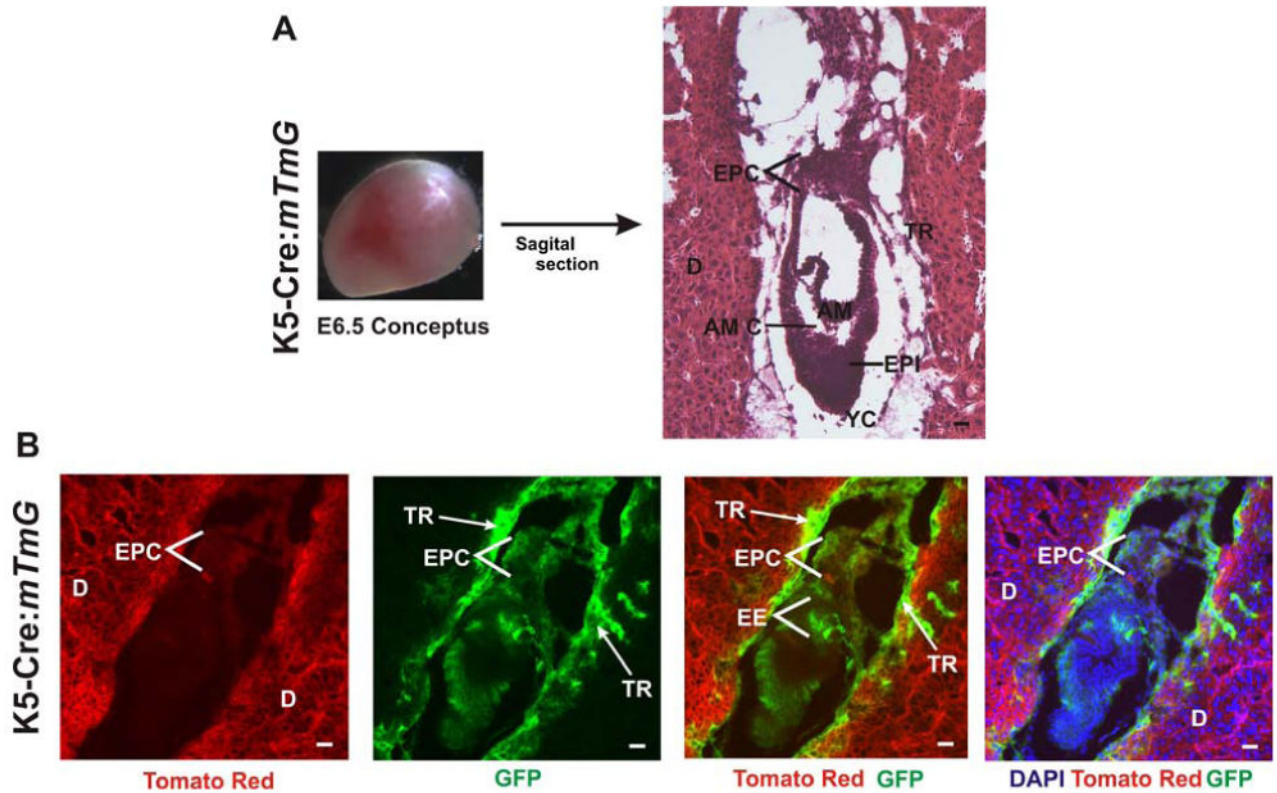 A
K5-Cre:mTmG
E6.5 Conceptus
Sagital
section
EPC
TR
D
AM
AM C
EPI
YC
B
K5-Cre:mTmG
EPC
D
D
Tomato Red
TR
EPC
TR
GFP
TR
EPC
EE
TR
Tomato Red GFP
EPC
D
D
DAPI Tomato Red GFP